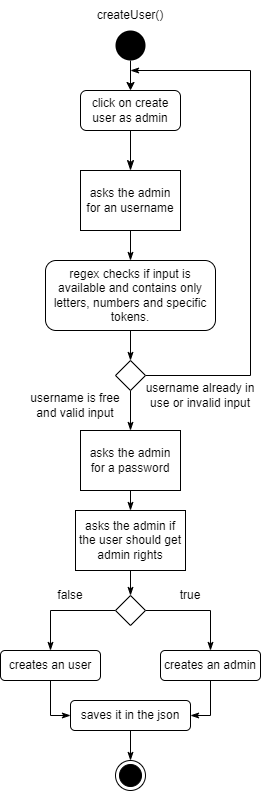 createUser()
click on create
user as admin
asks the admin
for an username
regex checks if input is
available and contains only
letters, numbers and specific
tokens.
username already in
use or invalid input
username is free
and valid input
asks the admin
for a password
asks the admin if
the user should get
admin rights
false
true
creates an user
creates an admin
saves it in the json